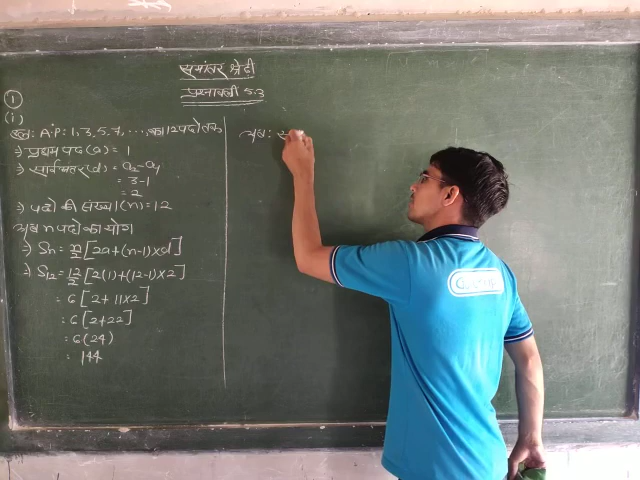 समांतर श्रेढी
प्रश्नावली 5.3
1
(i)
हल: A.P: 1, 3, 5, 7, ..., का 12 पदों तक
⇒ प्रथम पद (a) = 1
⇒ सार्वअंतर (d) = a₂-a₁
= 3-1
= 2
⇒ पदों की संख्या (n) = 12
अब n पदों का योग
⇒ Sn = n/2 [2a+(n-1)×d]
⇒ S12 = 12/2 [2(1)+(12-1)×2]
= 6 [2+11×2]
= 6 [2+22]
= 6 (24)
= 144
अब: